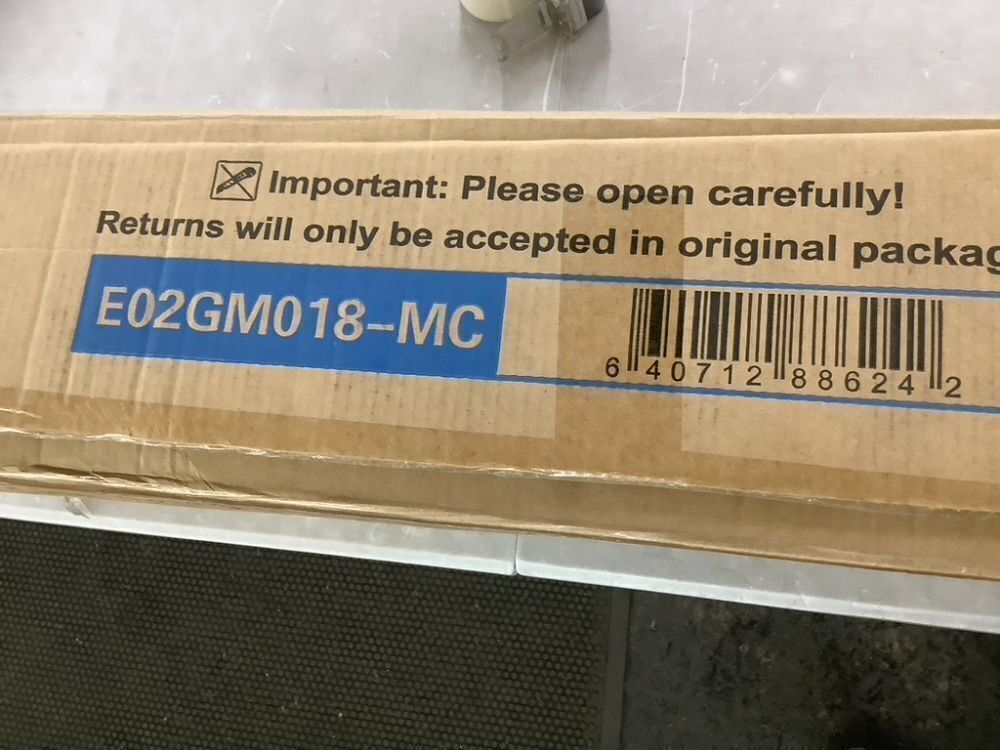 Important: Please open carefully!
Returns will only be accepted in original packag
E02GM018-MC
6 40712 88624 2